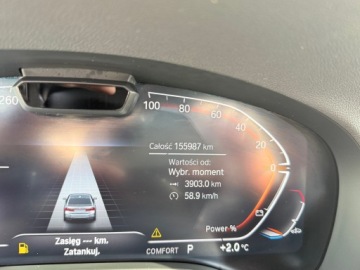 260
100
80
60
40
20
0
Całość 155987 km
Wartości od:
Wybr. moment
3903.0 km
58.9 km/h
Power %
Zasięg --- km.
Zatankuj.
COMFORT P +2.0°C